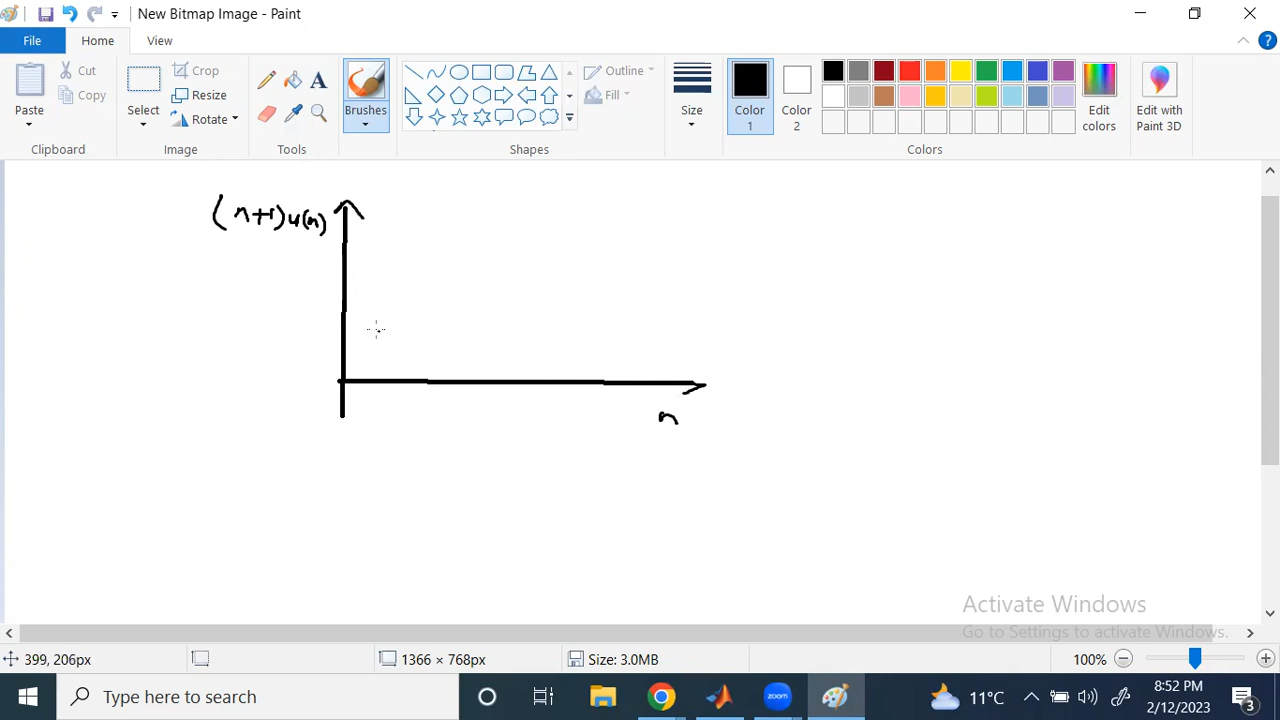 New Bitmap Image - Paint
File Home View
Cut
Copy
Paste
Clipboard
Crop
Resize
Rotate
Select
Image
Tools
Brushes
Outline
Fill
Shapes
Size
Color 1
Color 2
Edit colors
Edit with Paint 3D
Colors
(n+1)u(n)
n
Activate Windows
Go to Settings to activate Windows.
399, 206px
1366 × 768px
Size: 3.0MB
100%
Type here to search
zoom
11°C
8:52 PM
2/12/2023
3